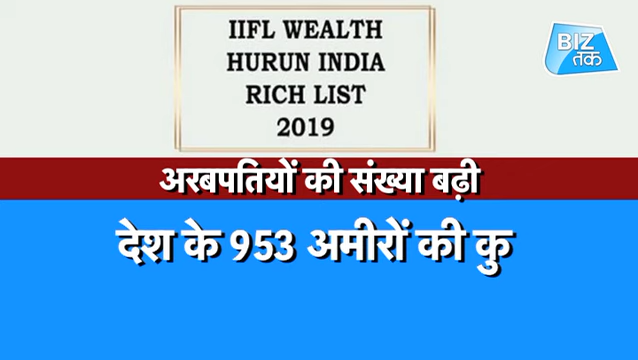 IIFL WEALTH
HURUN INDIA
RICH LIST
2019
BIZ
तक
अरबपतियों की संख्या बढ़ी
देश के 953 अमीरों की कु